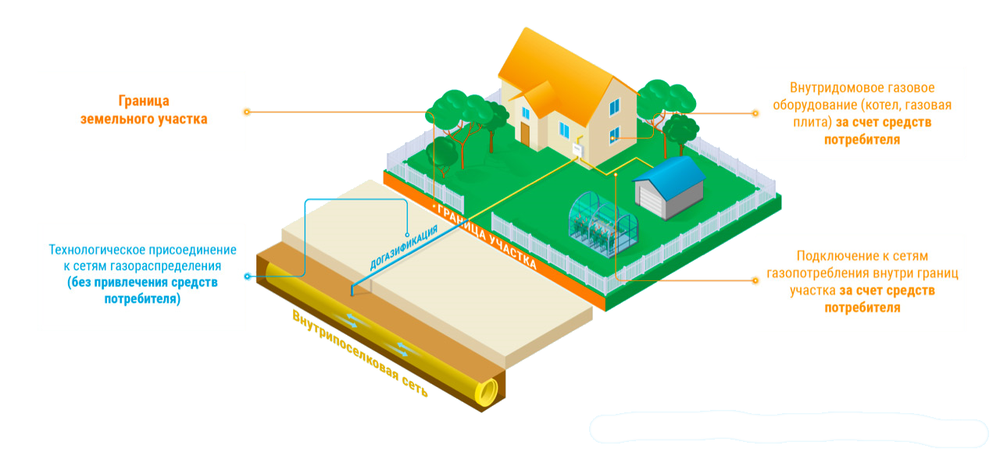 Граница
земельного участка
Технологическое присоединение
к сетям газораспределения
(без привлечения средств
потребителя)
ДОГАЗИФИКАЦИЯ
ГРАНИЦА УЧАСТКА
Внутрипоселковая сеть
Внутридомовое газовое
оборудование (котел, газовая
плита) за счет средств
потребителя
Подключение к сетям
газопотребления внутри границ
участка за счет средств
потребителя